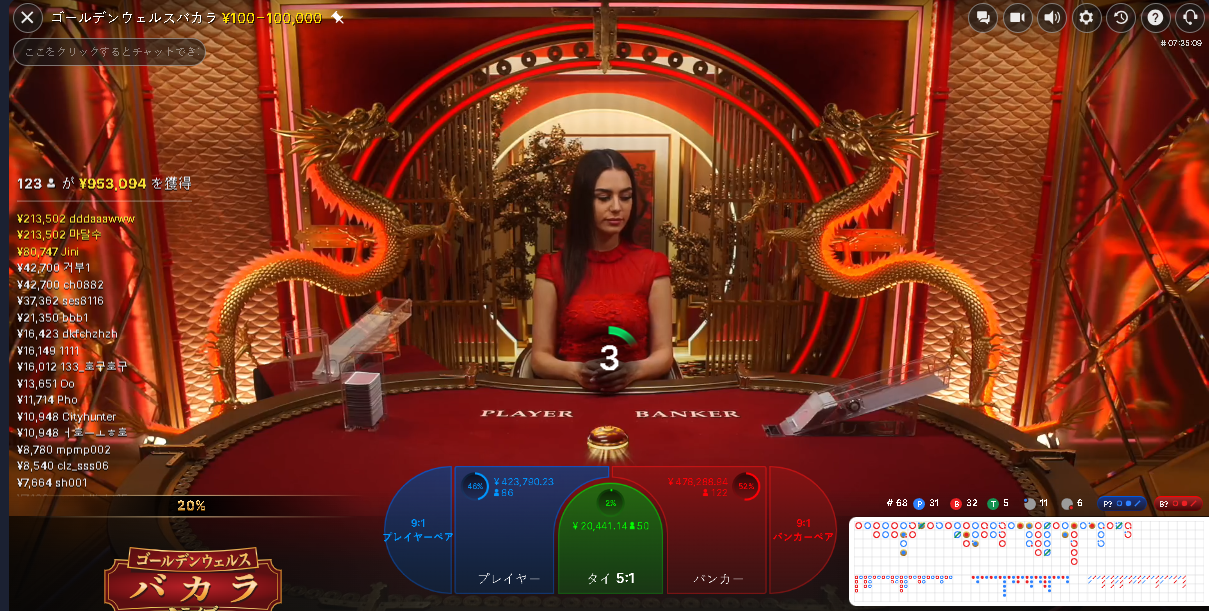 ゴールデンウェルスバカラ ¥100-100,000
# 07:35:09
ここをクリックするとチャットでき
123 が ¥953,094 を獲得
¥213,502 dddaaawww
¥213,502 마달수
¥80,747 Jini
¥42,700 거부1
¥42,700 ch0882
¥37,362 ses8116
¥21,350 bbb1
¥16,423 dkfchzhzh
¥16,149 1111
¥16,012 133_호구호구
¥13,651 Oo
¥11,714 Pho
¥10,948 Cityhunter
¥10,948
¥8,780 mpmp002
¥8,540 clz_sss06
¥7,664 sh001
20%
3
PLAYER BANKER
46% ¥423,790.23
86
¥478,266.94 52%
122
2%
¥20,441.14 50
9:1
プレイヤーペア
9:1
バンカーペア
プレイヤー タイ 5:1 バンカー
# 68 P 31 B 32 T 5 11 6 P? B?
ゴールデンウェルス
バカラ